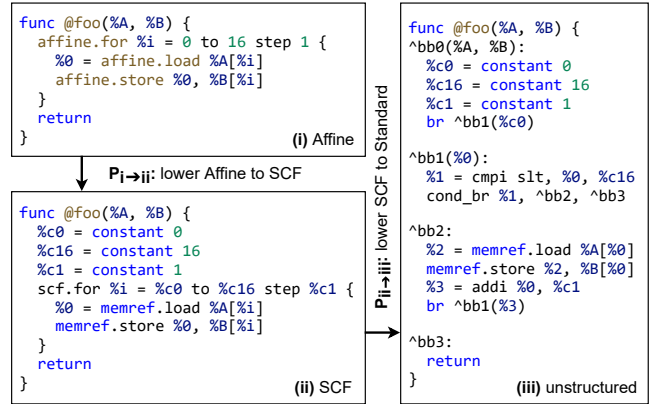 func @foo(%A, %B) {
  affine.for %i = 0 to 16 step 1 {
    %0 = affine.load %A[%i]
    affine.store %0, %B[%i]
  }
  return
}
(i) Affine
Pi→ii: lower Affine to SCF
func @foo(%A, %B) {
  %c0 = constant 0
  %c16 = constant 16
  %c1 = constant 1
  scf.for %i = %c0 to %c16 step %c1 {
    %0 = memref.load %A[%i]
    memref.store %0, %B[%i]
  }
  return
}
(ii) SCF
Pii→iii: lower SCF to Standard
func @foo(%A, %B) {
^bb0(%A, %B):
  %c0 = constant 0
  %c16 = constant 16
  %c1 = constant 1
  br ^bb1(%c0)
^bb1(%0):
  %1 = cmpi slt, %0, %c16
  cond_br %1, ^bb2, ^bb3
^bb2:
  %2 = memref.load %A[%0]
  memref.store %2, %B[%0]
  %3 = addi %0, %c1
  br ^bb1(%3)
^bb3:
  return
}
(iii) unstructured